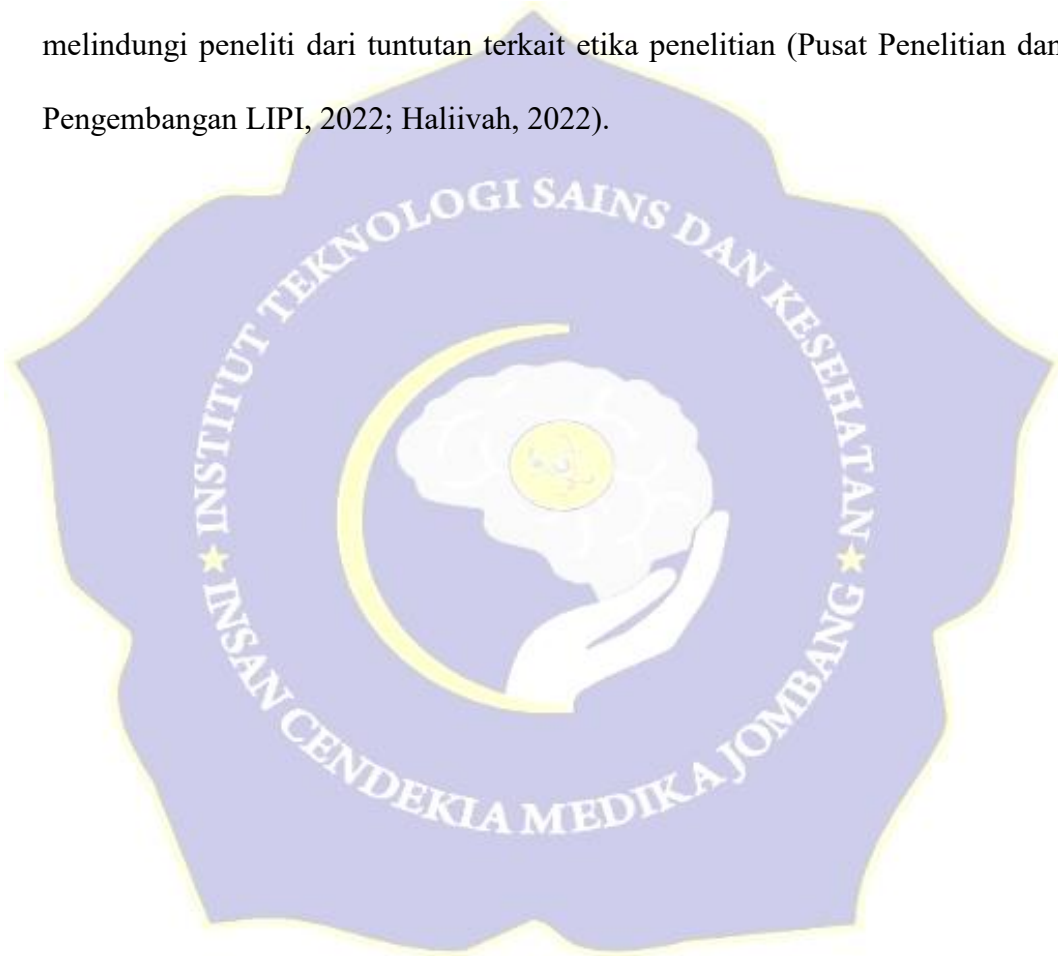 melindungi peneliti dari tuntutan terkait etika penelitian (Pusat Penelitian dan
Pengembangan LIPI, 2022; Haliivah, 2022).
INSTITUT TEKNOLOGI SAINS DAN KESEHATAN
INSAN CENDEKIA MEDIKA JOMBANG